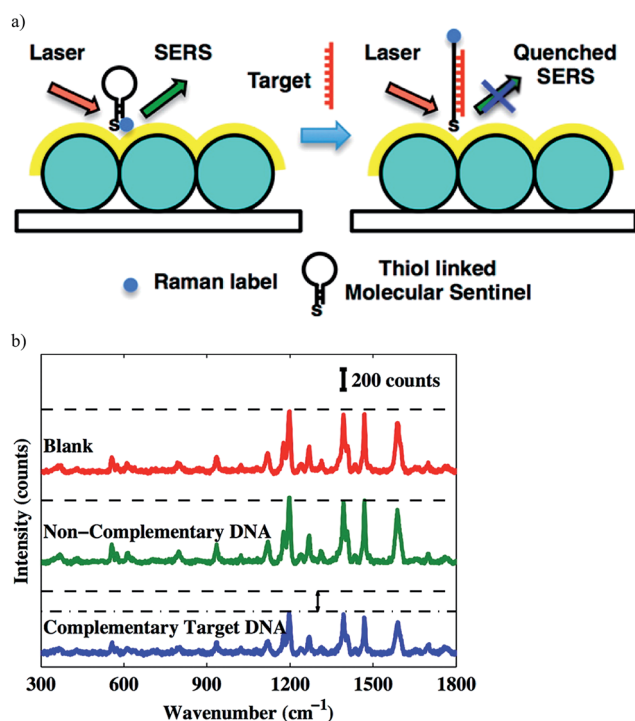 a)
Laser
SERS
Target
Laser
Quenched
SERS
S
S
Raman label
S
Thiol linked
Molecular Sentinel
b)
200 counts
Blank
Non−Complementary DNA
Complementary Target DNA
Intensity (counts)
300 600 900 1200 1500 1800
Wavenumber (cm⁻¹)